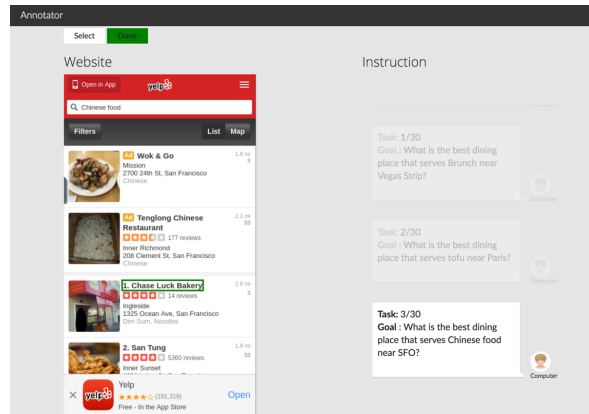 Annotator
Select Done
Website
Instruction
Open in App
yelp
Chinese food
Filters
List Map
Ad Wok & Go
1.8 mi
Mission
$
2700 24th St, San Francisco
Chinese
Ad Tenglong Chinese
2.1 mi
Restaurant
$$
177 reviews
Inner Richmond
208 Clement St, San Francisco
Chinese
1. Chase Luck Bakery
2.8 mi
14 reviews
$
Ingleside
1325 Ocean Ave, San Francisco
Dim Sum, Noodles
2. San Tung
1.8 mi
5360 reviews
$$
Inner Sunset
Yelp
yelp
(191,319)
Open
Free - In the App Store
Task: 1/30
Goal : What is the best dining
place that serves Brunch near
Vegas Strip?
Computer
Task: 2/30
Goal : What is the best dining
place that serves tofu near Paris?
Computer
Task: 3/30
Goal : What is the best dining
place that serves Chinese food
near SFO?
Computer